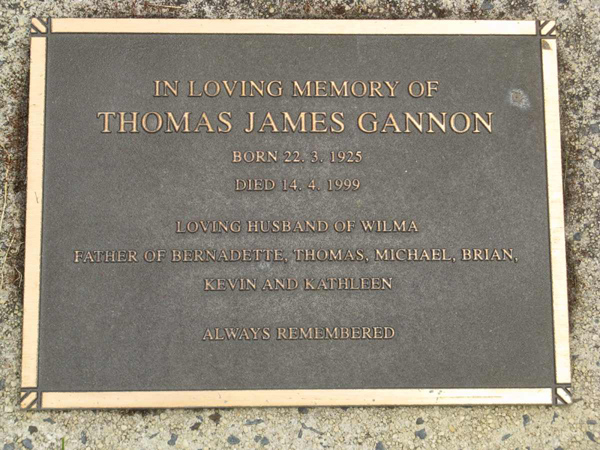 IN LOVING MEMORY OF
THOMAS JAMES GANNON
BORN 22. 3. 1925
DIED 14. 4. 1999
LOVING HUSBAND OF WILMA
FATHER OF BERNADETTE, THOMAS, MICHAEL, BRIAN,
KEVIN AND KATHLEEN
ALWAYS REMEMBERED